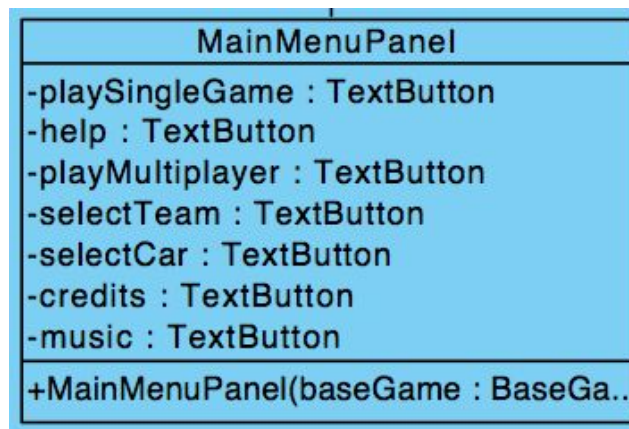 MainMenuPanel
-playSingleGame : TextButton
-help : TextButton
-playMultiplayer : TextButton
-selectTeam : TextButton
-selectCar : TextButton
-credits : TextButton
-music : TextButton
+MainMenuPanel(baseGame : BaseGa..